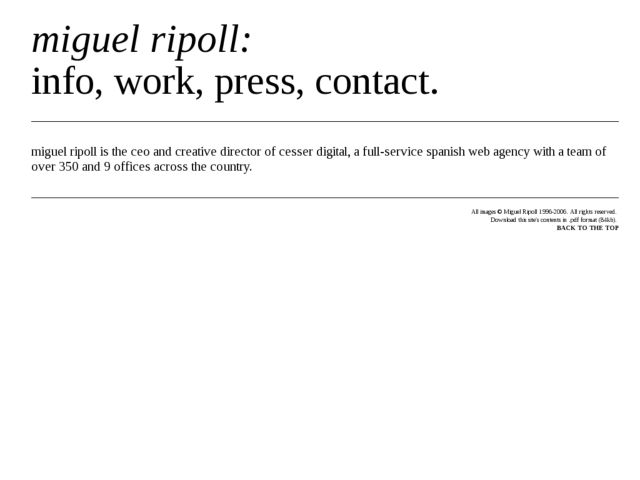 miguel ripoll:
info, work, press, contact.
miguel ripoll is the ceo and creative director of cesser digital, a full-service spanish web agency with a team of
over 350 and 9 offices across the country.
All images © Miguel Ripoll 1996-2006. All rights reserved.
Download this site's contents in .pdf format (84kb).
BACK TO THE TOP